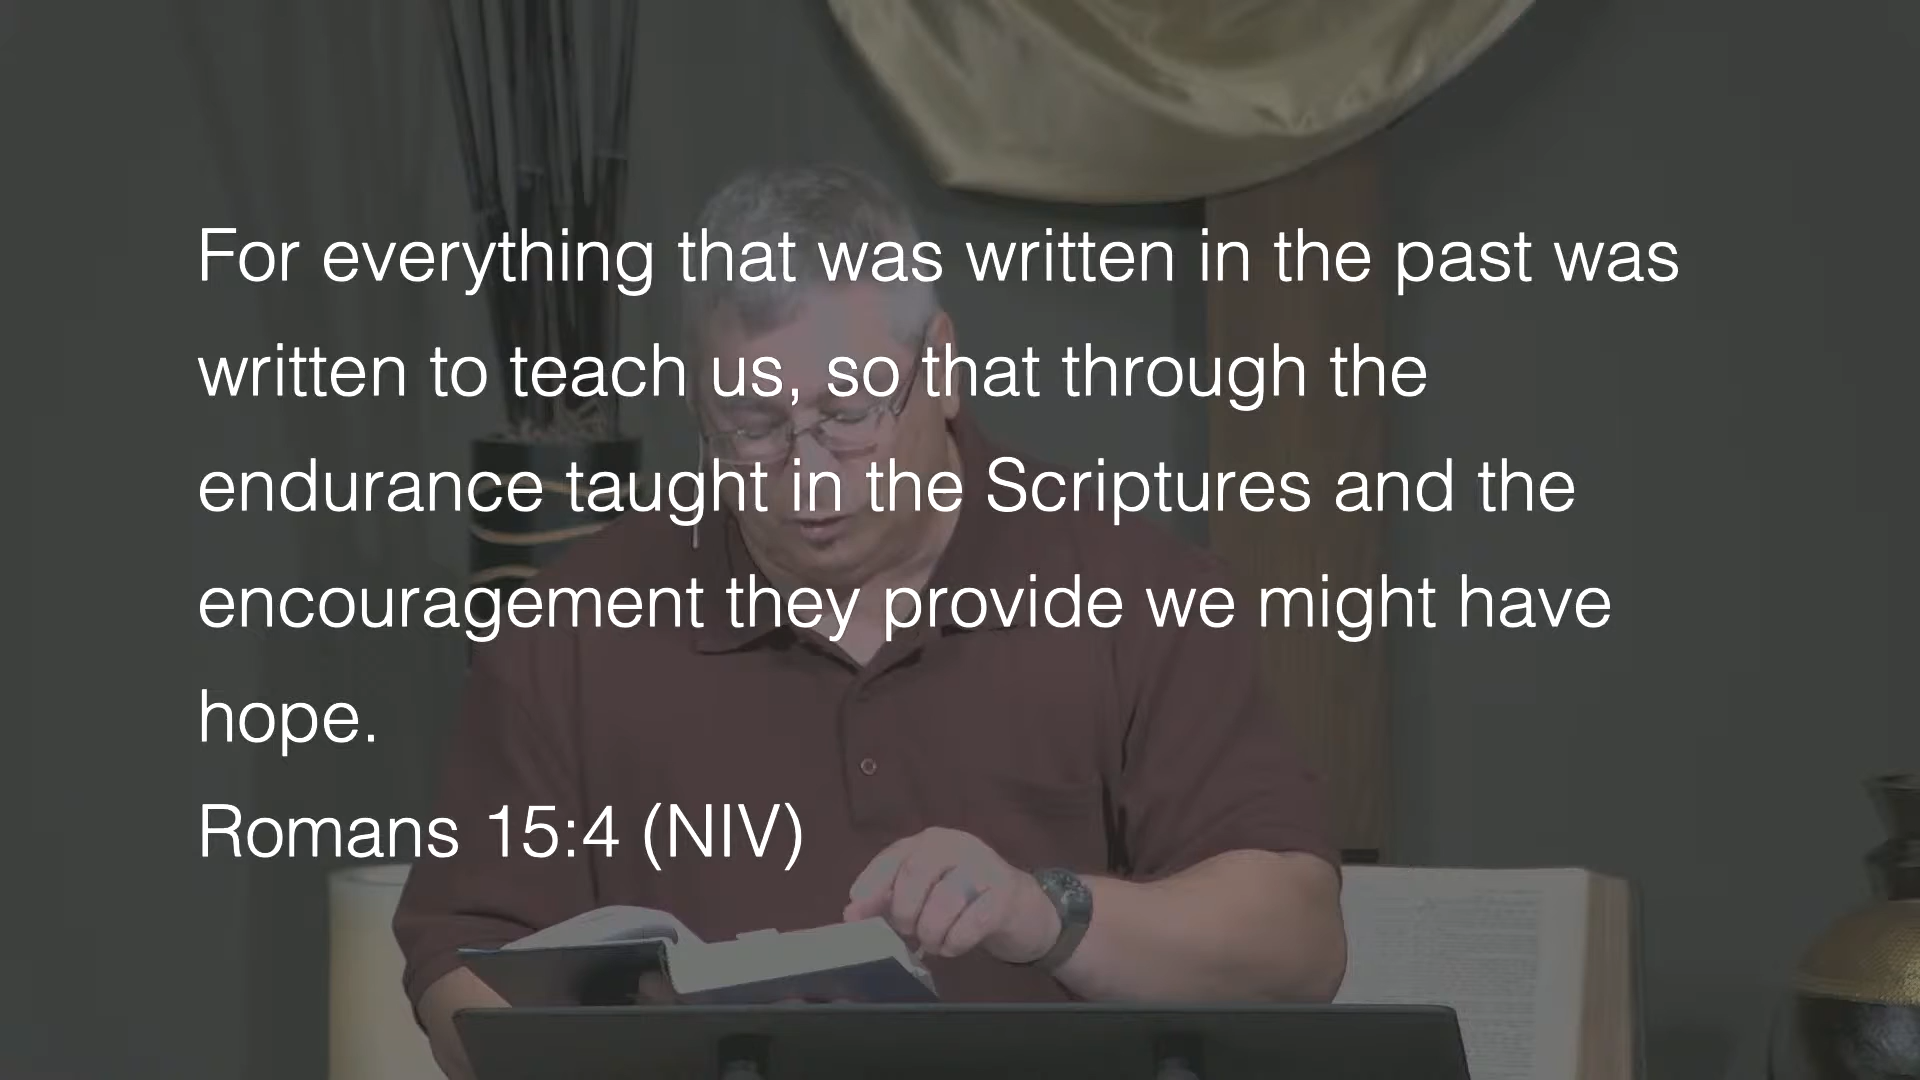 For everything that was written in the past was
written to teach us, so that through the
endurance taught in the Scriptures and the
encouragement they provide we might have
hope.
Romans 15:4 (NIV)